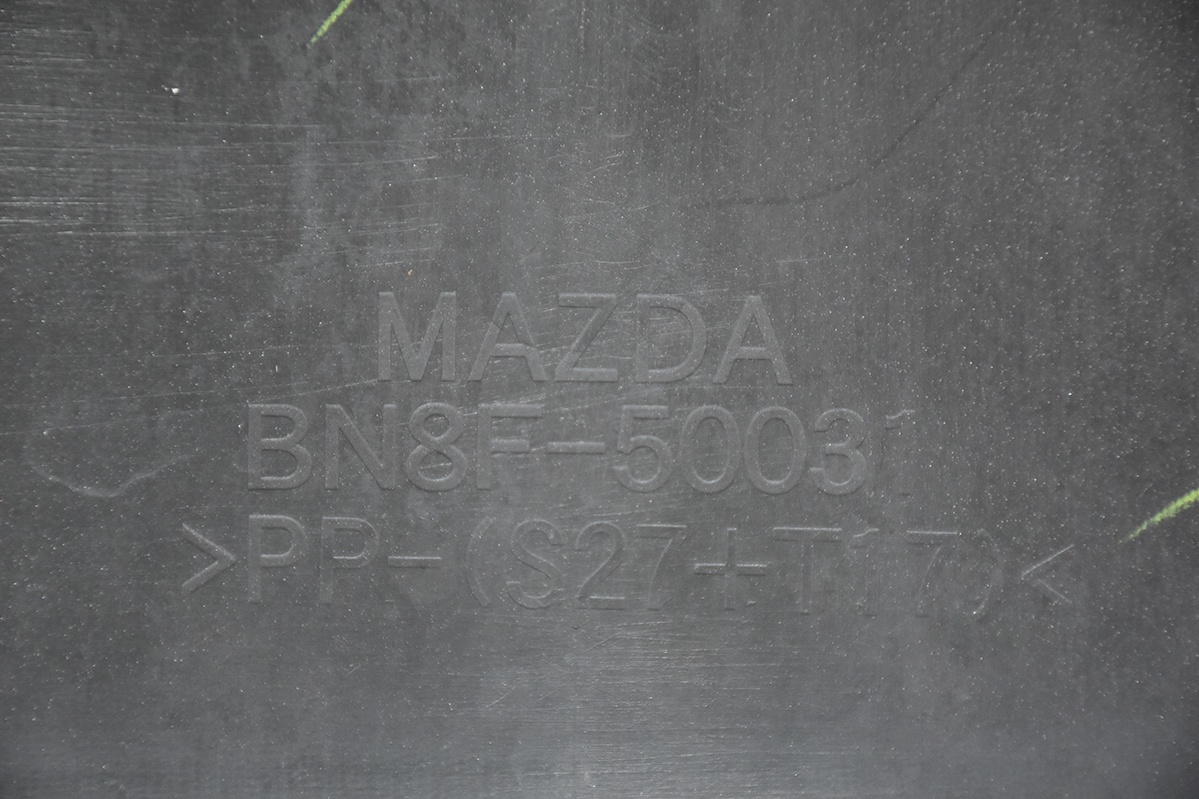 MAZDA
BN8F-50031
>PP-(S27+T17)<